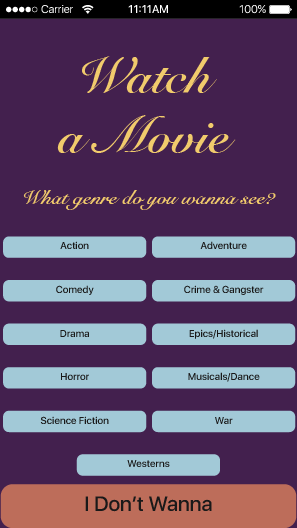 Carrier 11:11AM 100%
Watch
a Movie
What genre do you wanna see?
Action Adventure
Comedy Crime & Gangster
Drama Epics/Historical
Horror Musicals/Dance
Science Fiction War
Westerns
I Don't Wanna